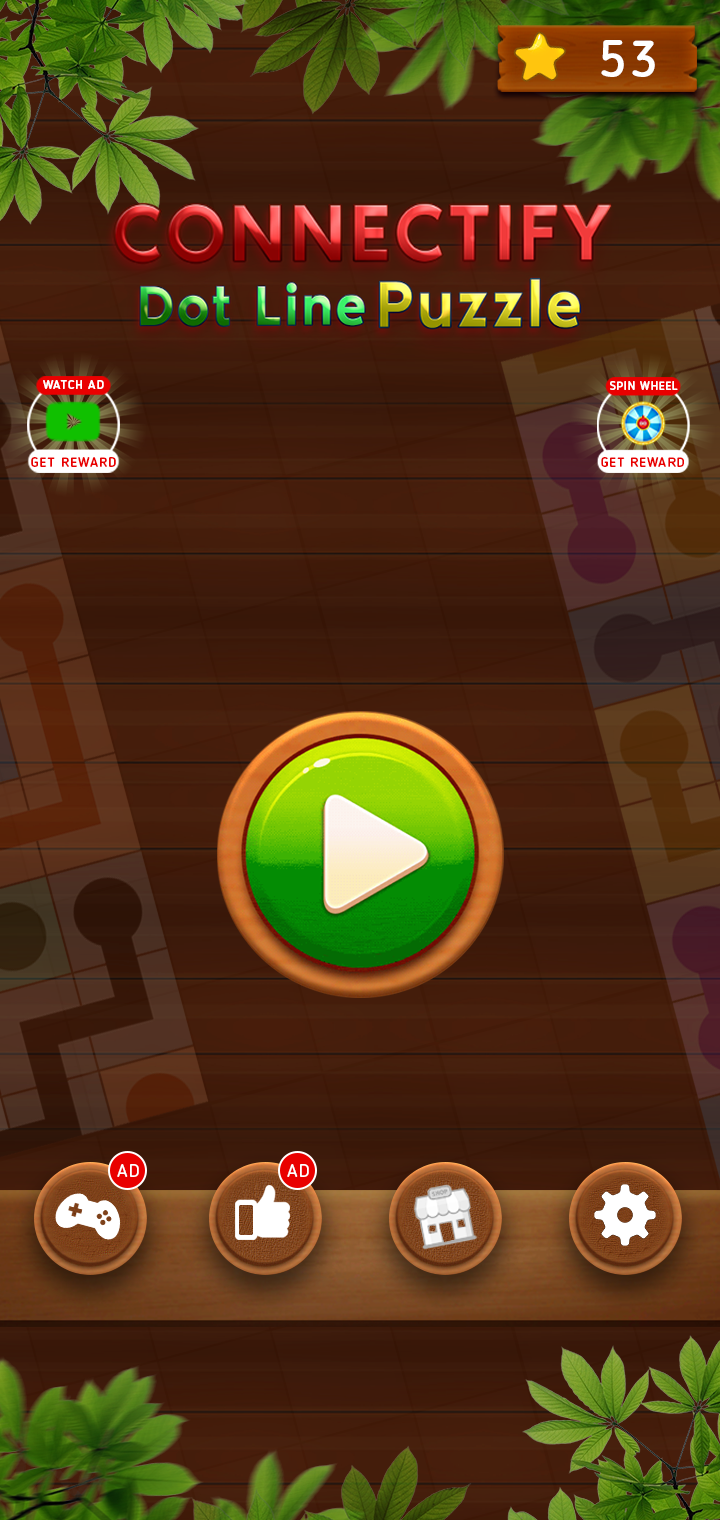 53
CONNECTIFY
Dot Line Puzzle
WATCH AD
GET REWARD
SPIN WHEEL
GET REWARD
AD
AD
SHOP